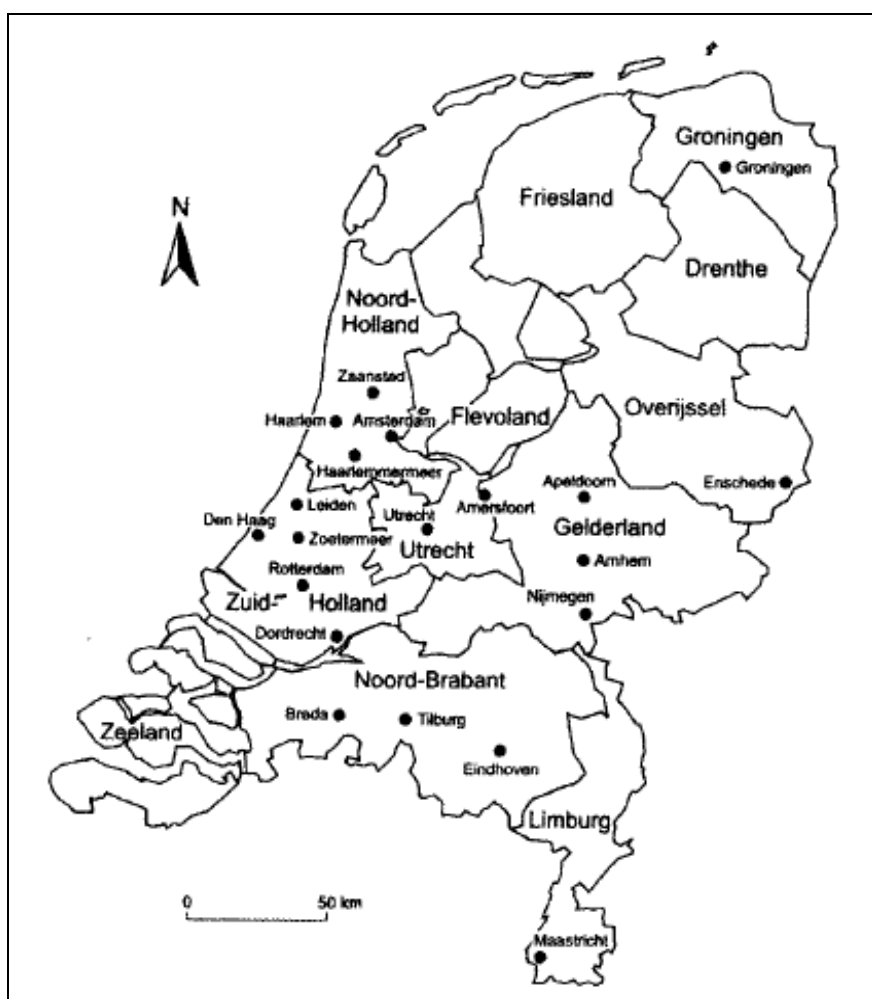 Groningen
Groningen
Friesland
N
Drenthe
Noord-
Holland
Zaanstad
Overijssel
Haarlem
Amsterdam
Flevoland
Haarlemmermeer
Enschede
Apeldoorn
Leiden
Amersfoort
Utrecht
Den Haag
Gelderland
Zoetermeer
Utrecht
Arnhem
Rotterdam
Nijmegen
Zuid-
Holland
Dordrecht
Noord-Brabant
Breda
Tilburg
Zeeland
Eindhoven
Limburg
0
50 km
Maastricht